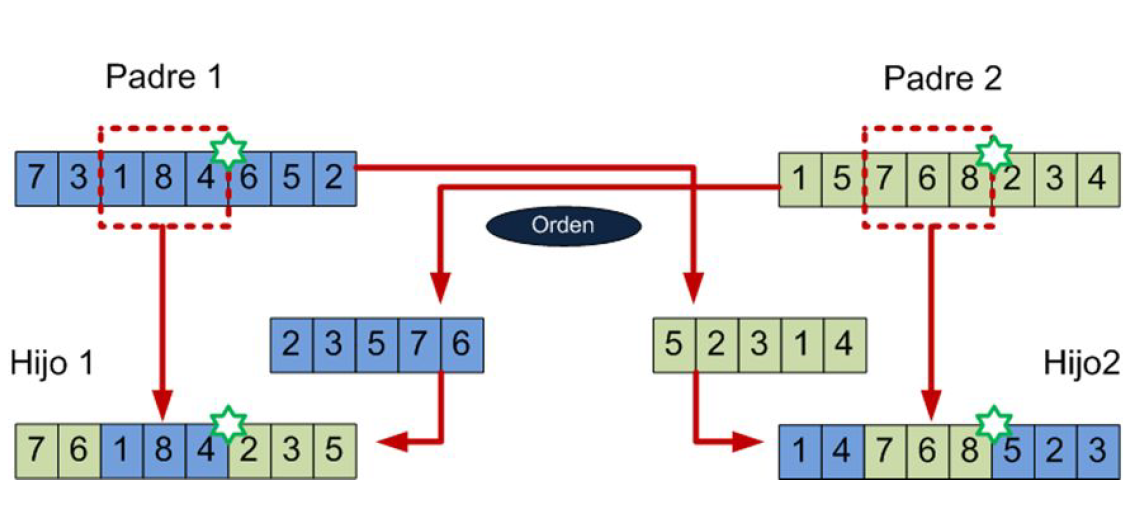 Padre 1
Padre 2
7 3 1 8 4 6 5 2
1 5 7 6 8 2 3 4
Orden
2 3 5 7 6
5 2 3 1 4
Hijo 1
Hijo2
7 6 1 8 4 2 3 5
1 4 7 6 8 5 2 3